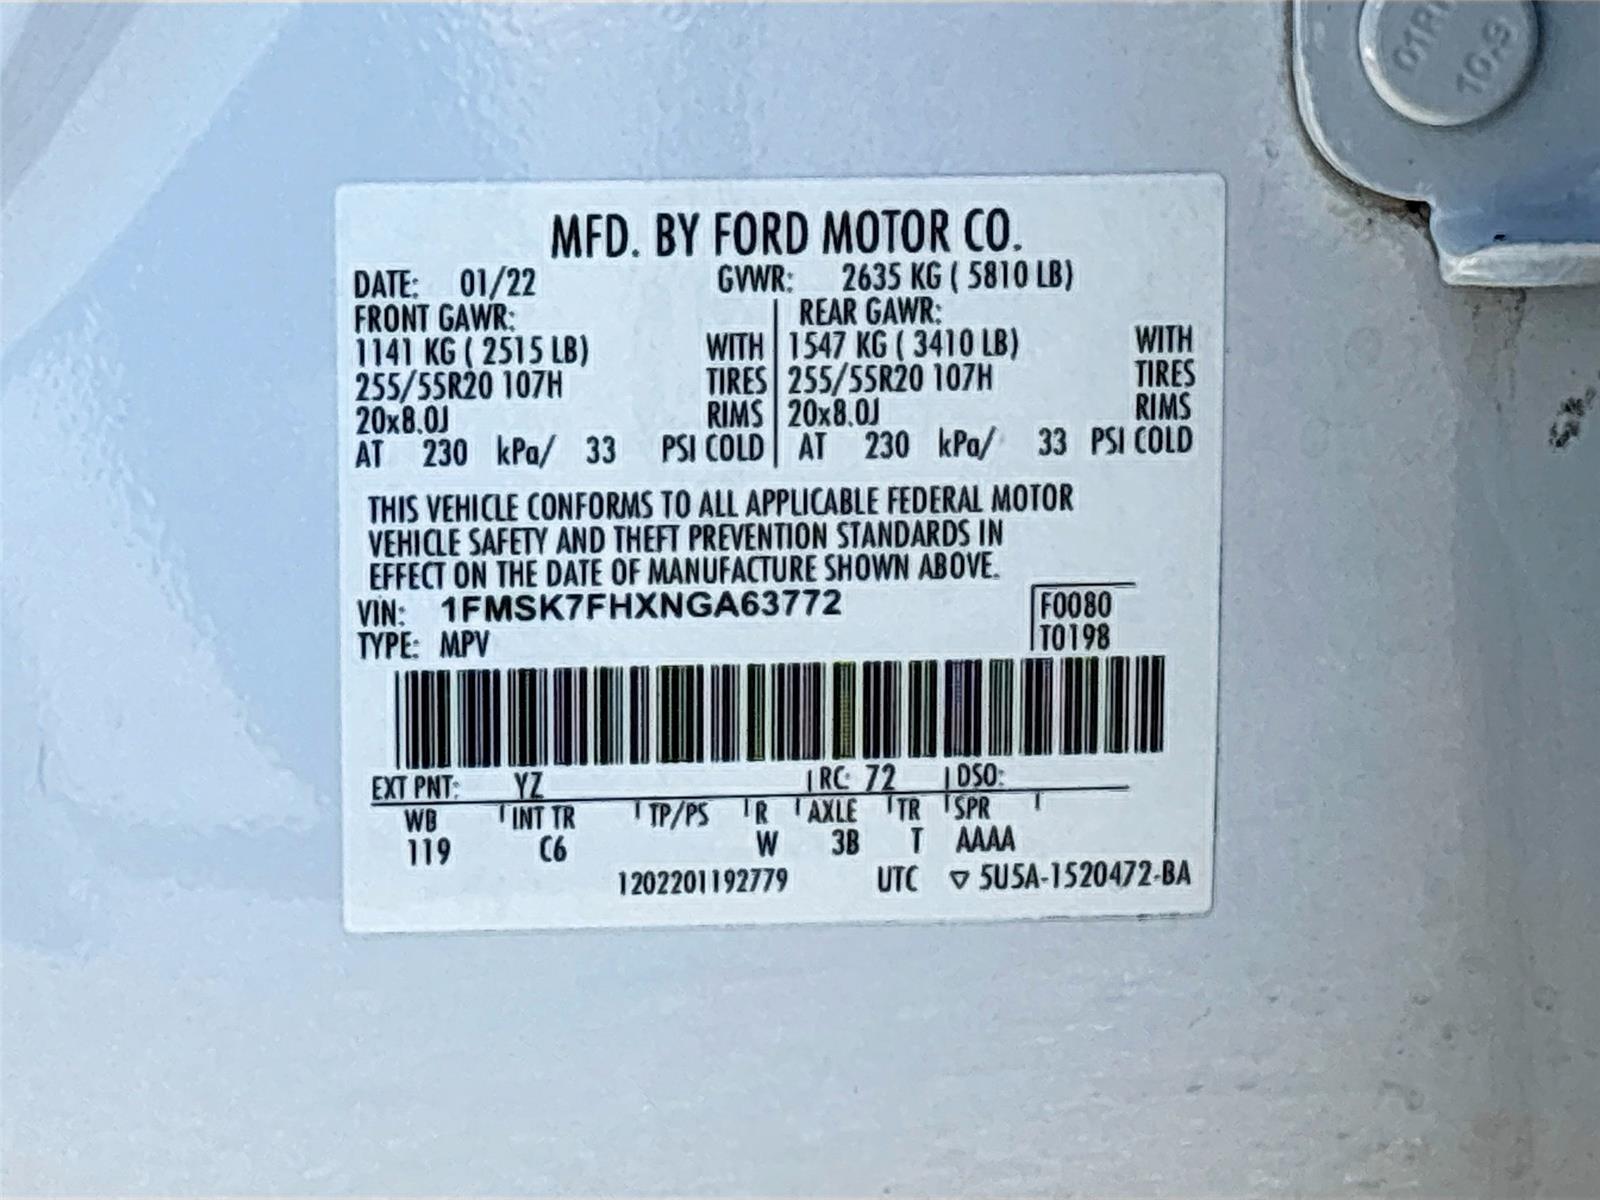 01R
10.9
MFD. BY FORD MOTOR CO.
DATE: 01/22 GVWR: 2635 KG ( 5810 LB)
FRONT GAWR: REAR GAWR:
1141 KG ( 2515 LB) WITH 1547 KG ( 3410 LB) WITH
255/55R20 107H TIRES 255/55R20 107H TIRES
20x8.0J RIMS 20x8.0J RIMS
AT 230 kPa/ 33 PSI COLD AT 230 kPa/ 33 PSI COLD
THIS VEHICLE CONFORMS TO ALL APPLICABLE FEDERAL MOTOR
VEHICLE SAFETY AND THEFT PREVENTION STANDARDS IN
EFFECT ON THE DATE OF MANUFACTURE SHOWN ABOVE.
VIN: 1FMSK7FHXNGA63772 F0080
TYPE: MPV T0198
EXT PNT: YZ RC: 72 DSO:
WB INT TR TP/PS R AXLE TR SPR
119 C6 W 3B T AAAA
1202201192779 UTC ▽ 5U5A-1520472-BA